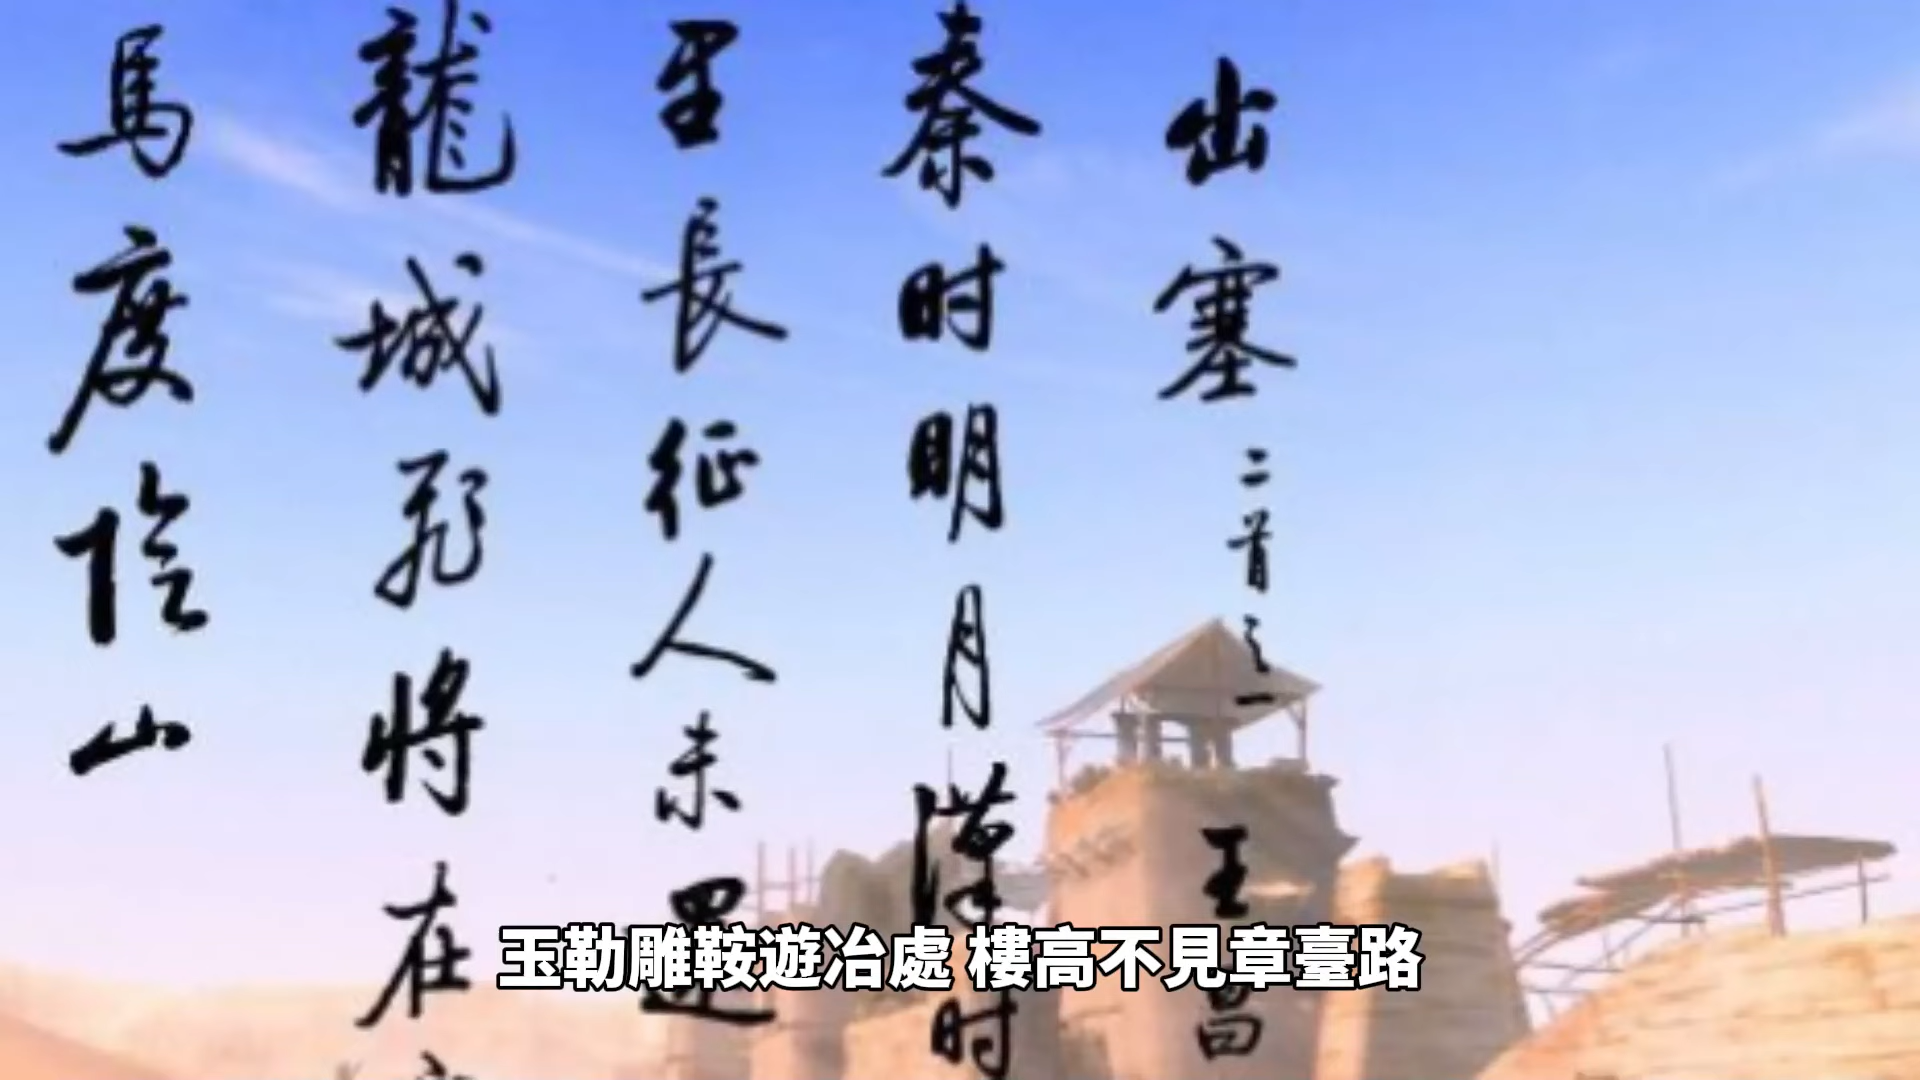 出塞 二首之一 王昌
秦时明月漢时
里長征人未還
龍城飛將在
馬度陰山
玉勒雕鞍遊冶處 樓高不見章臺路